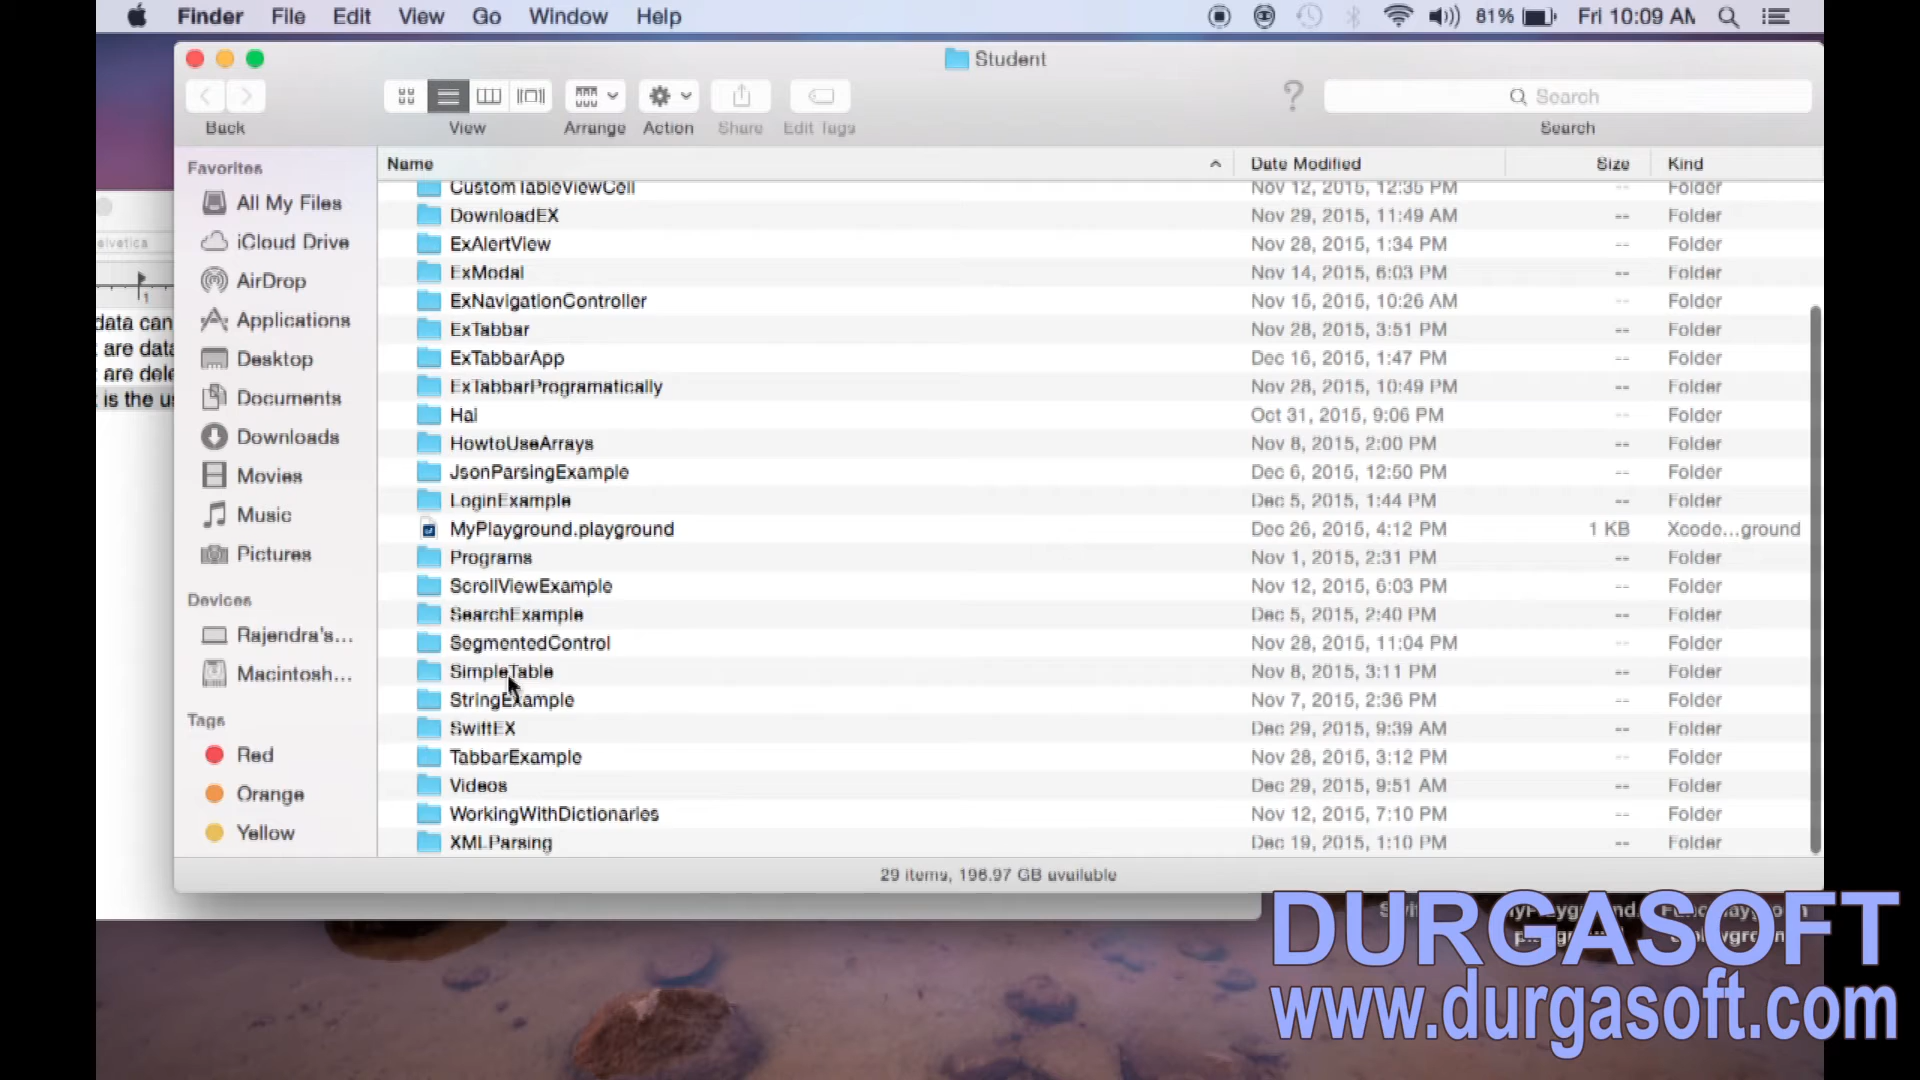 Finder File Edit View Go Window Help 81% Fri 10:09 AM
Student
Search
Back View Arrange Action Share Edit Tags Search
Name Date Modified Size Kind
Favorites
All My Files
iCloud Drive
AirDrop
Applications
Desktop
Documents
Downloads
Movies
Music
Pictures
Devices
Rajendra's...
Macintosh...
Tags
Red
Orange
Yellow
CustomTableViewCell Nov 12, 2015, 12:35 PM -- Folder
DownloadEX Nov 29, 2015, 11:49 AM -- Folder
ExAlertView Nov 28, 2015, 1:34 PM -- Folder
ExModal Nov 14, 2015, 6:03 PM -- Folder
ExNavigationController Nov 15, 2015, 10:26 AM -- Folder
ExTabbar Nov 28, 2015, 3:51 PM -- Folder
ExTabbarApp Dec 16, 2015, 1:47 PM -- Folder
ExTabbarProgramatically Nov 28, 2015, 10:49 PM -- Folder
Hai Oct 31, 2015, 9:06 PM -- Folder
HowtoUseArrays Nov 8, 2015, 2:00 PM -- Folder
JsonParsingExample Dec 6, 2015, 12:50 PM -- Folder
LoginExample Dec 5, 2015, 1:44 PM -- Folder
MyPlayground.playground Dec 26, 2015, 4:12 PM 1 KB Xcode...ground
Programs Nov 1, 2015, 2:31 PM -- Folder
ScrollViewExample Nov 12, 2015, 6:03 PM -- Folder
SearchExample Dec 5, 2015, 2:40 PM -- Folder
SegmentedControl Nov 28, 2015, 11:04 PM -- Folder
SimpleTable Nov 8, 2015, 3:11 PM -- Folder
StringExample Nov 7, 2015, 2:36 PM -- Folder
SwiftEX Dec 29, 2015, 9:39 AM -- Folder
TabbarExample Nov 28, 2015, 3:12 PM -- Folder
Videos Dec 29, 2015, 9:51 AM -- Folder
WorkingWithDictionaries Nov 12, 2015, 7:10 PM -- Folder
XMLParsing Dec 19, 2015, 1:10 PM -- Folder
29 items, 196.97 GB available
elvetica
1
data can
are data
are dele
is the us
DURGASOFT
www.durgasoft.com